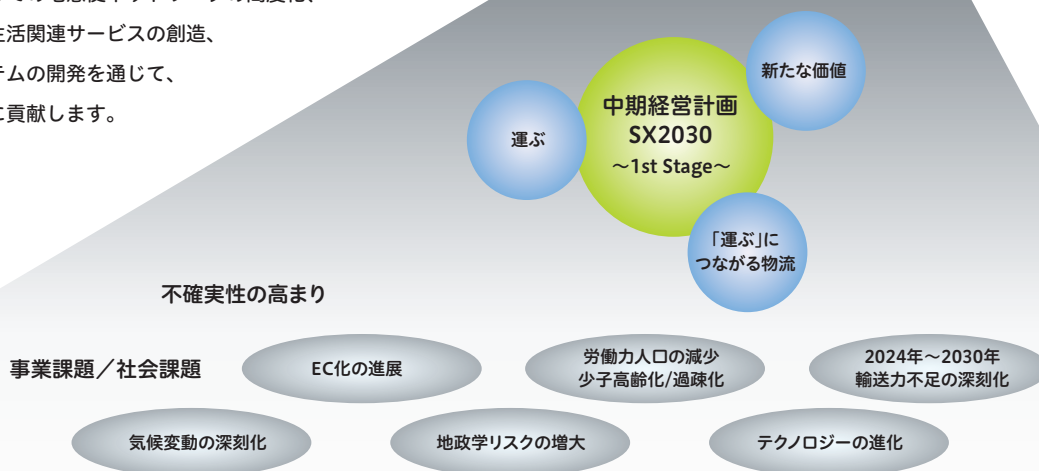 生活関連サービスの創造、
テムの開発を通じて、
に貢献します。
新たな価値
中期経営計画
SX2030
～1st Stage～
運ぶ
「運ぶ」に
つながる物流
不確実性の高まり
事業課題／社会課題
EC化の進展
労働力人口の減少
少子高齢化/過疎化
2024年～2030年
輸送力不足の深刻化
気候変動の深刻化
地政学リスクの増大
テクノロジーの進化